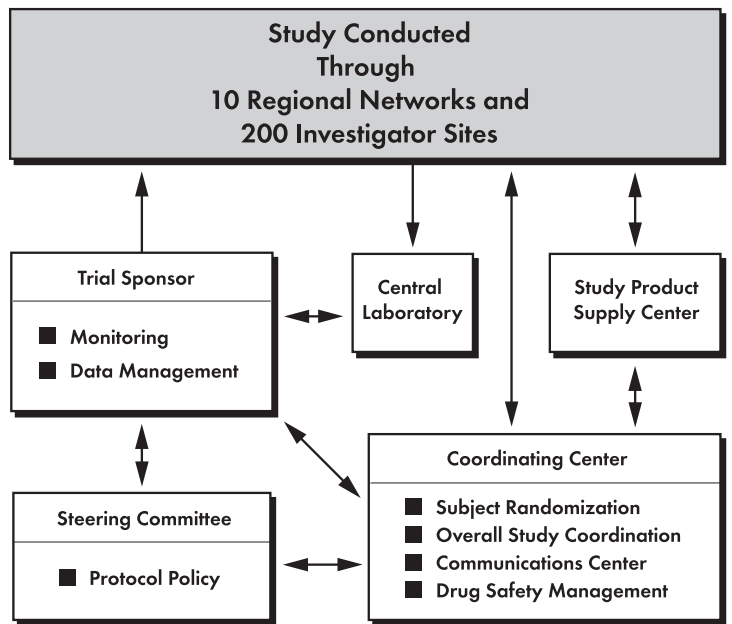 Study Conducted
Through
10 Regional Networks and
200 Investigator Sites
Trial Sponsor
Monitoring
Data Management
Central
Laboratory
Study Product
Supply Center
Steering Committee
Protocol Policy
Coordinating Center
Subject Randomization
Overall Study Coordination
Communications Center
Drug Safety Management